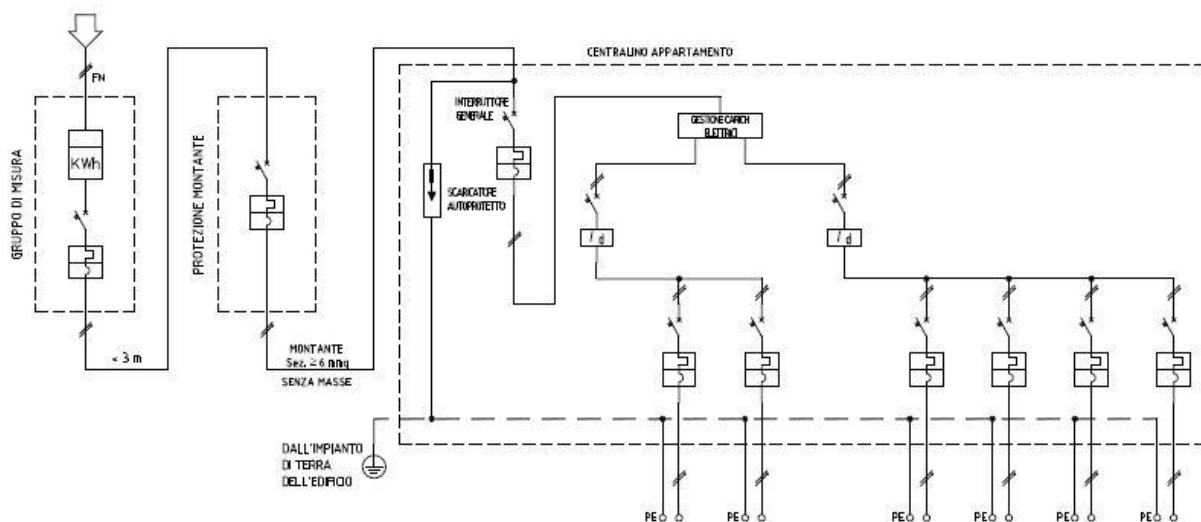 CENTRALINO APPARTAMENTO
FN
GRUPPO DI MISURA
KWh
PROTEZIONE MONTANTE
INTERRUTTORE
GENERALE
GESTIONE CARICHI
ELETTRICI
SCARICATORE
AUTOPROTETTO
I d
I d
< 3 m
MONTANTE
Sez. ≥ 6 mmq
SENZA MASSE
DALL'IMPIANTO
DI TERRA
DELL'EDIFICIO
PE
PE
PE
PE
PE
PE